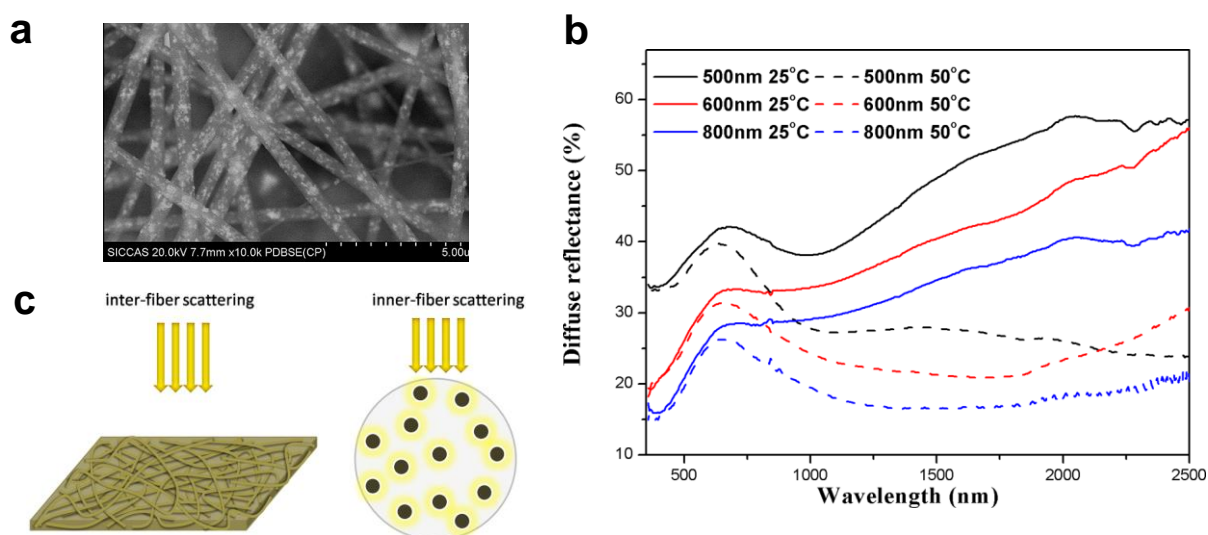 a
SICCAS 20.0kV 7.7mm x10.0k PDBSE(CP)
5.00u
b
500nm 25°C
500nm 50°C
600nm 25°C
600nm 50°C
800nm 25°C
800nm 50°C
Diffuse reflectance (%)
60
50
40
30
20
10
500
1000
1500
2000
2500
Wavelength (nm)
c
inter-fiber scattering
inner-fiber scattering